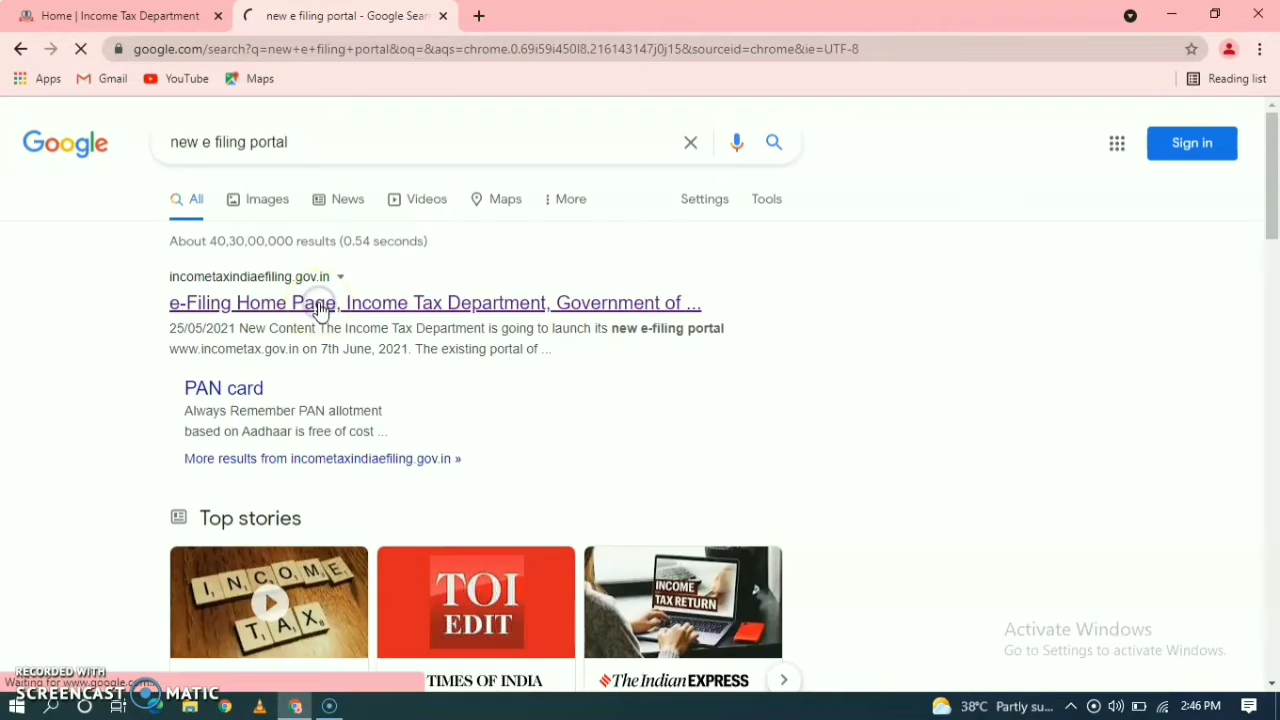 Home | Income Tax Department
new e filing portal - Google Sear
google.com/search?q=new+e+filing+portal&oq=&aqs=chrome.0.69i59i450l8.216143147j0j15&sourceid=chrome&ie=UTF-8
Apps Gmail YouTube Maps Reading list
Google new e filing portal Sign in
All Images News Videos Maps More Settings Tools
About 40,30,00,000 results (0.54 seconds)
incometaxindiaefiling.gov.in
e-Filing Home Page, Income Tax Department, Government of ...
25/05/2021 New Content The Income Tax Department is going to launch its new e-filing portal
www.incometax.gov.in on 7th June, 2021. The existing portal of ...
PAN card
Always Remember PAN allotment
based on Aadhaar is free of cost ...
More results from incometaxindiaefiling.gov.in »
Top stories
INCOME
TAX
TOI
EDIT
INCOME
TAX RETURN
Activate Windows
Go to Settings to activate Windows.
TIMES OF INDIA
The Indian EXPRESS
RECORDED WITH
Waiting for www.google.com...
SCREENCAST MATIC
38°C Partly su... 2:46 PM